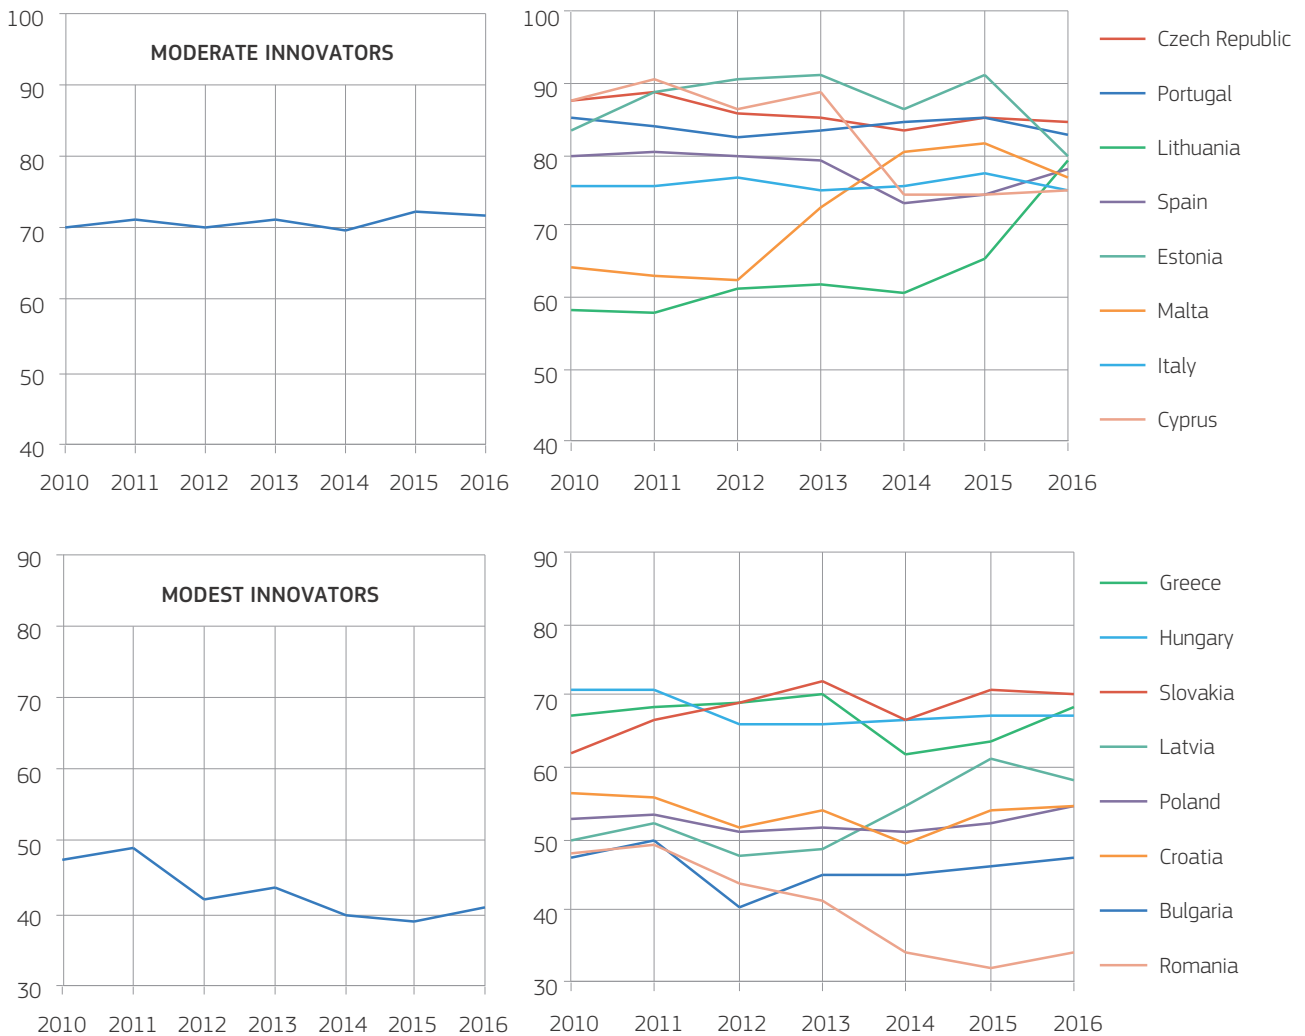 100
MODERATE INNOVATORS
90
80
70
60
50
40
2010 2011 2012 2013 2014 2015 2016
100
90
80
70
60
50
40
2010 2011 2012 2013 2014 2015 2016
Czech Republic
Portugal
Lithuania
Spain
Estonia
Malta
Italy
Cyprus
90
MODEST INNOVATORS
80
70
60
50
40
30
2010 2011 2012 2013 2014 2015 2016
90
80
70
60
50
40
30
2010 2011 2012 2013 2014 2015 2016
Greece
Hungary
Slovakia
Latvia
Poland
Croatia
Bulgaria
Romania